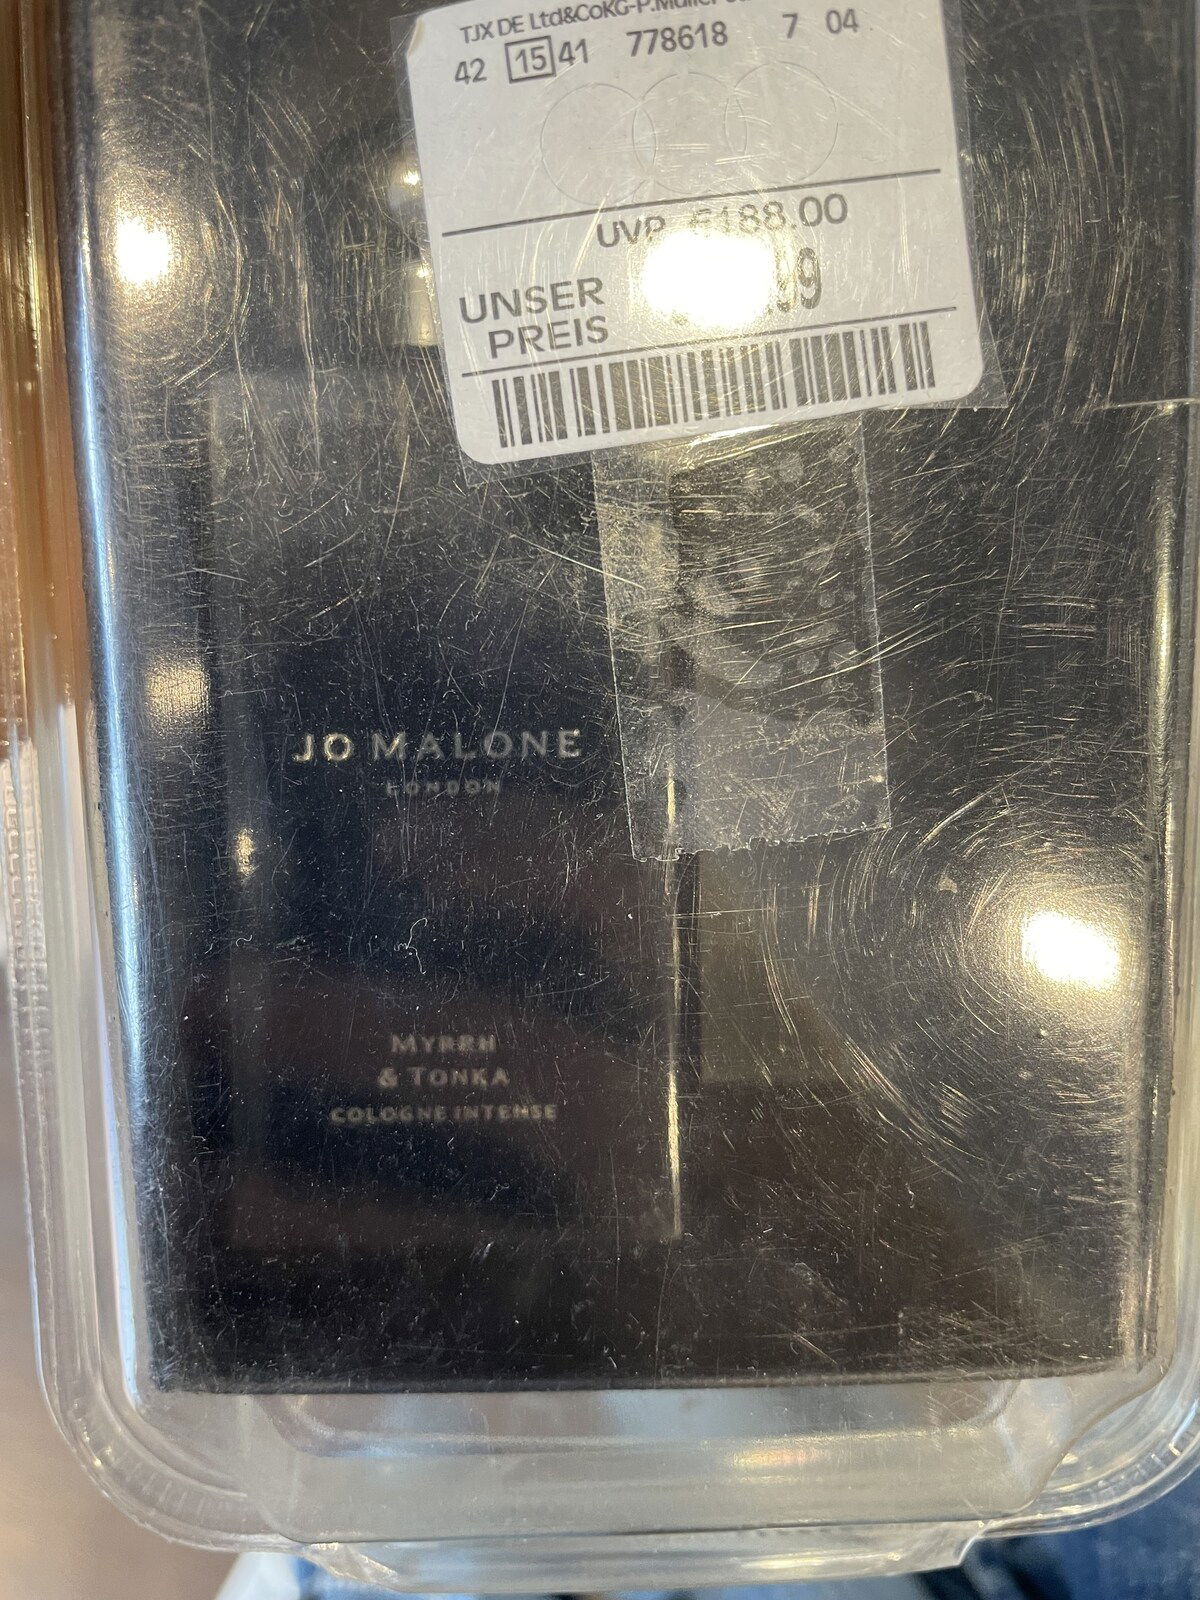 TJX DE Ltd&CoKG-P.Müller
42 15 41 778618 7 04
UVP €188.00
UNSER
PREIS
JO MALONE
LONDON
MYRRH
& TONKA
COLOGNE INTENSE